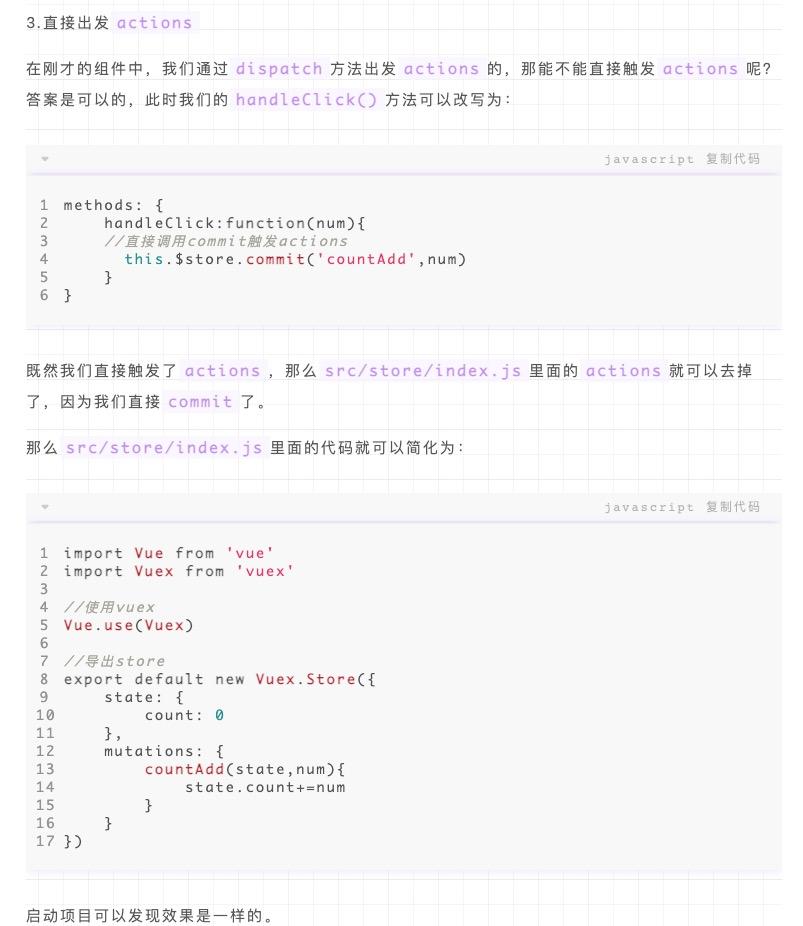 3.直接出发 actions
在刚才的组件中，我们通过 dispatch 方法出发 actions 的，那能不能直接触发 actions 呢？
答案是可以的，此时我们的 handleClick() 方法可以改写为：
javascript 复制代码
1 methods: {
2     handleClick:function(num){
3     //直接调用commit触发actions
4       this.$store.commit('countAdd',num)
5     }
6 }
既然我们直接触发了 actions ，那么 src/store/index.js 里面的 actions 就可以去掉
了，因为我们直接 commit 了。
那么 src/store/index.js 里面的代码就可以简化为：
javascript 复制代码
1 import Vue from 'vue'
2 import Vuex from 'vuex'
3
4 //使用vuex
5 Vue.use(Vuex)
6
7 //导出store
8 export default new Vuex.Store({
9     state: {
10         count: 0
11     },
12     mutations: {
13         countAdd(state,num){
14             state.count+=num
15         }
16     }
17 })
启动项目可以发现效果是一样的。